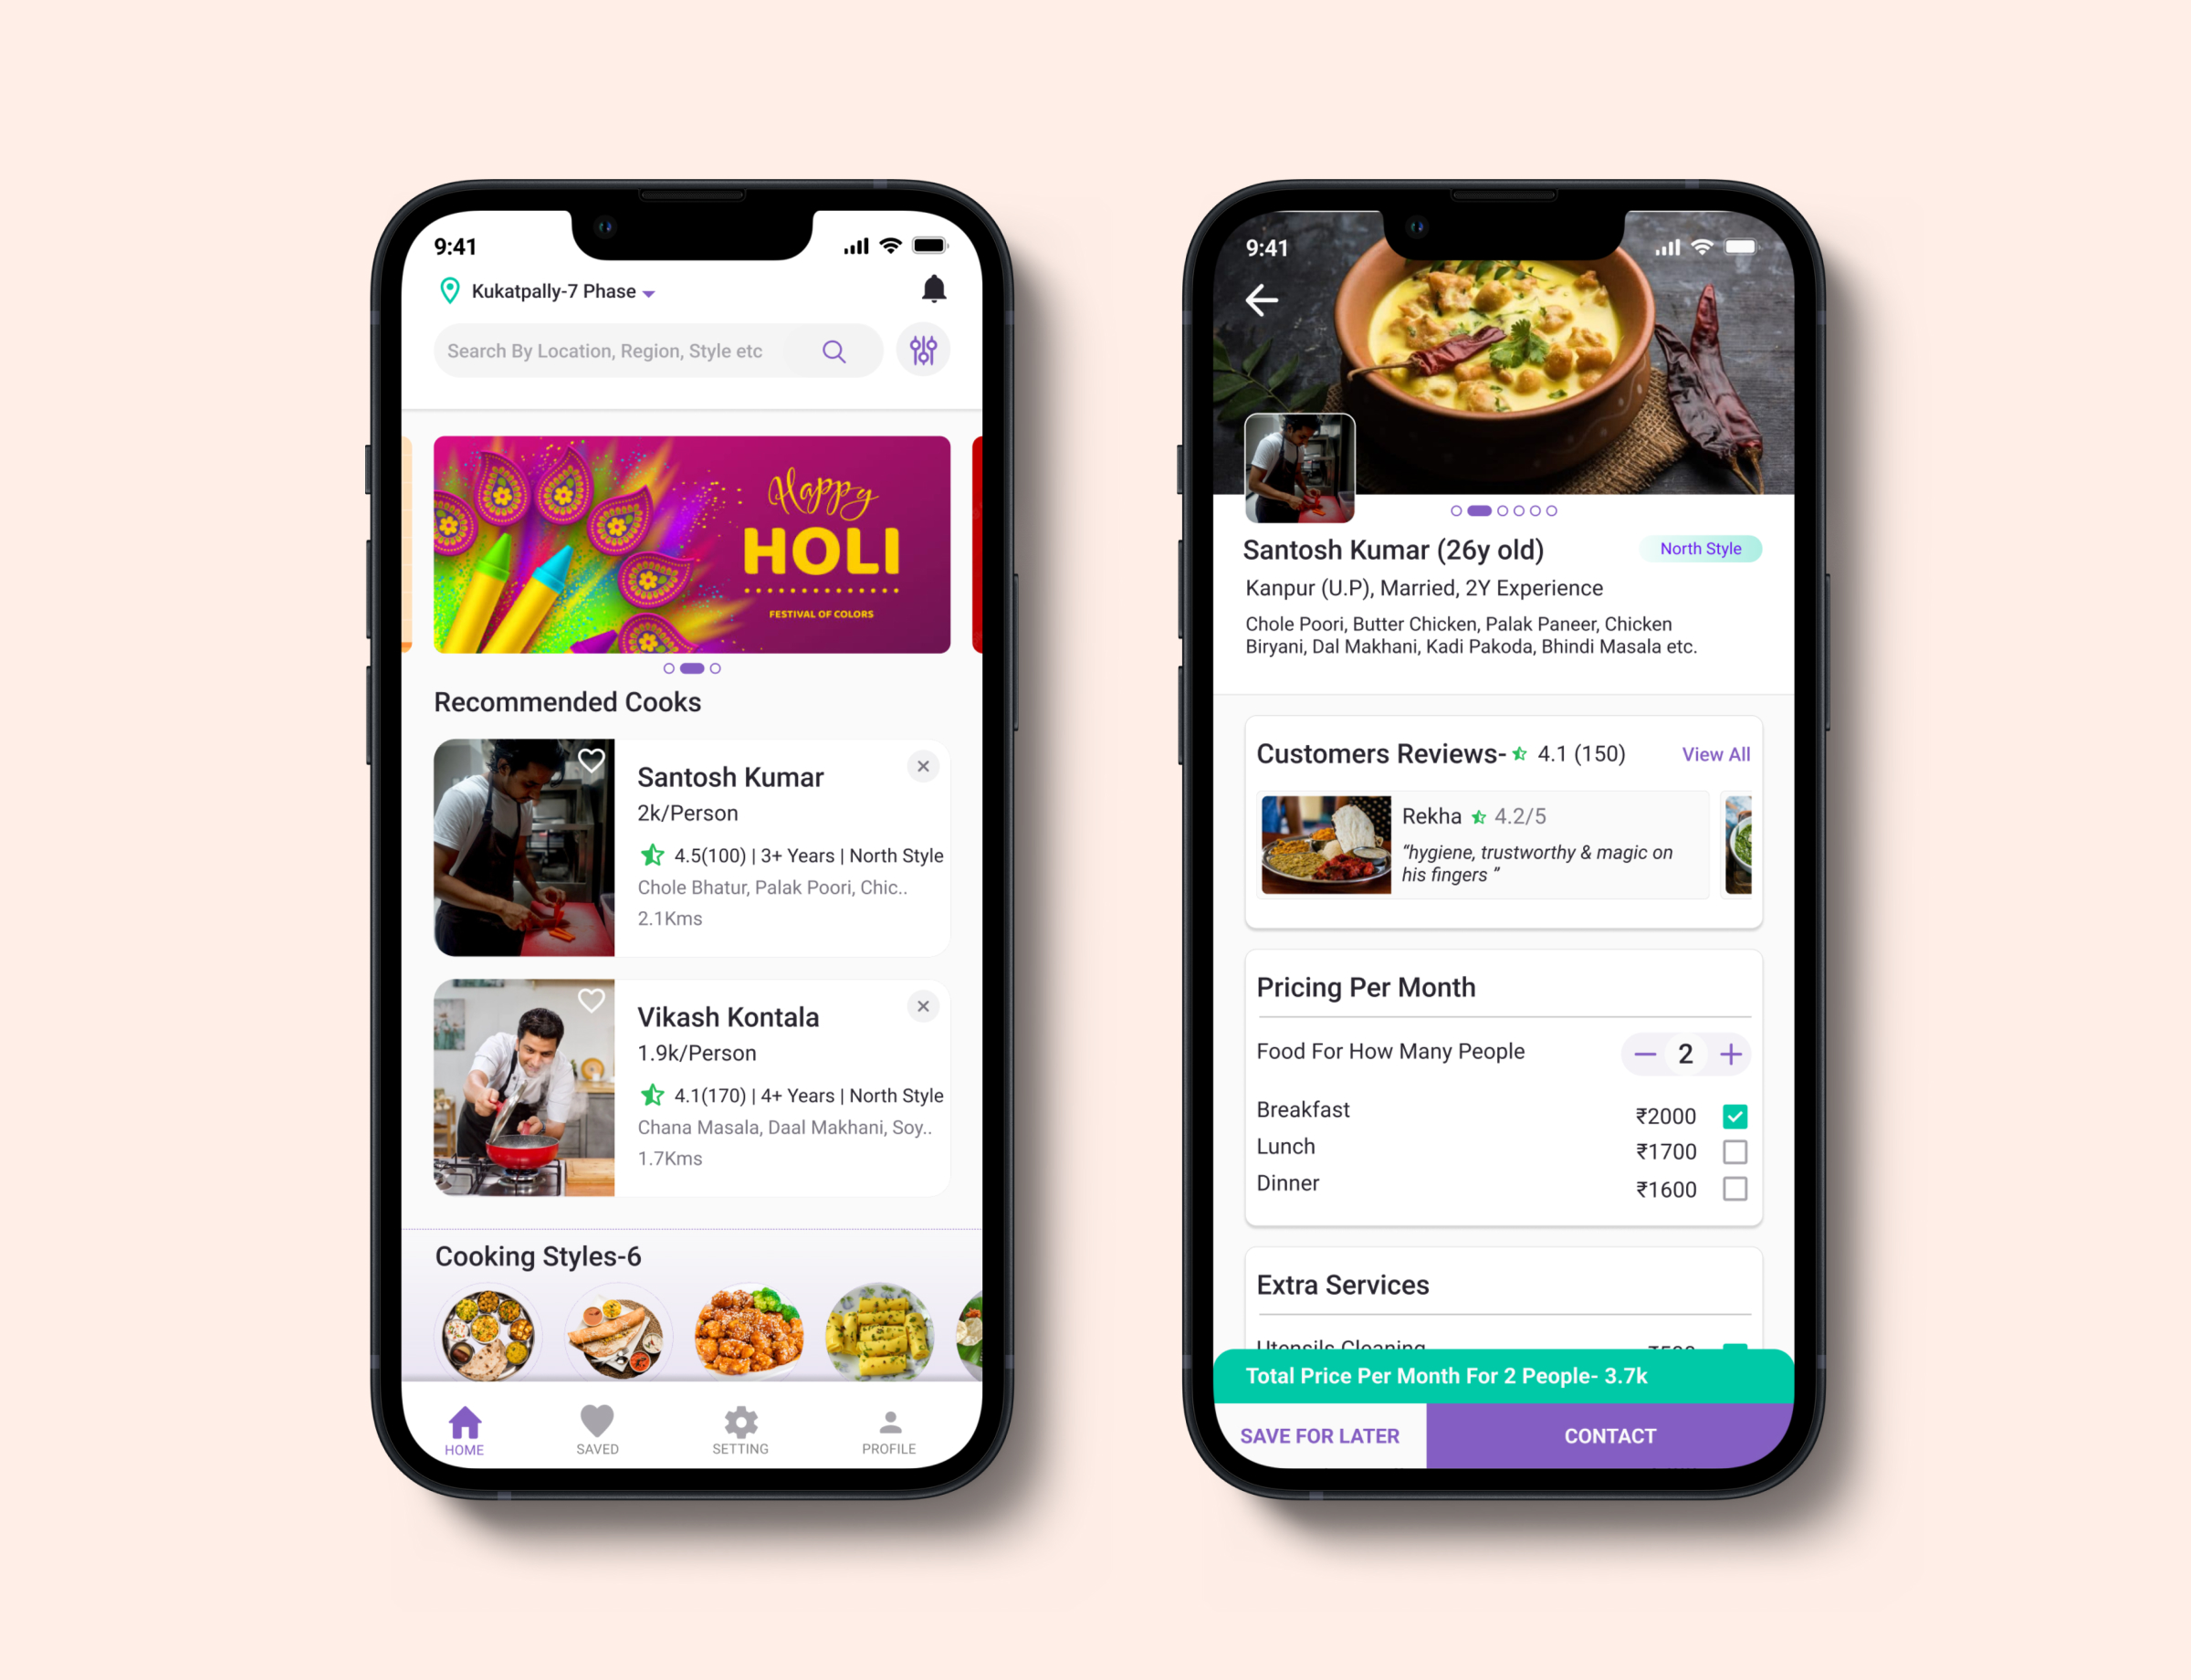 9:41
Kukatpally-7 Phase
Search By Location, Region, Style etc
Happy
HOLI
FESTIVAL OF COLORS
Recommended Cooks
Santosh Kumar
2k/Person
4.5(100) | 3+ Years | North Style
Chole Bhatur, Palak Poori, Chic..
2.1Kms
Vikash Kontala
1.9k/Person
4.1(170) | 4+ Years | North Style
Chana Masala, Daal Makhani, Soy..
1.7Kms
Cooking Styles-6
HOME
SAVED
SETTING
PROFILE
9:41
Santosh Kumar (26y old)
North Style
Kanpur (U.P), Married, 2Y Experience
Chole Poori, Butter Chicken, Palak Paneer, Chicken
Biryani, Dal Makhani, Kadi Pakoda, Bhindi Masala etc.
Customers Reviews- 4.1 (150)
View All
Rekha 4.2/5
“hygiene, trustworthy & magic on
his fingers ”
Pricing Per Month
Food For How Many People
2
Breakfast ₹2000
Lunch ₹1700
Dinner ₹1600
Extra Services
Utensils Cleaning
Total Price Per Month For 2 People- 3.7k
SAVE FOR LATER
CONTACT